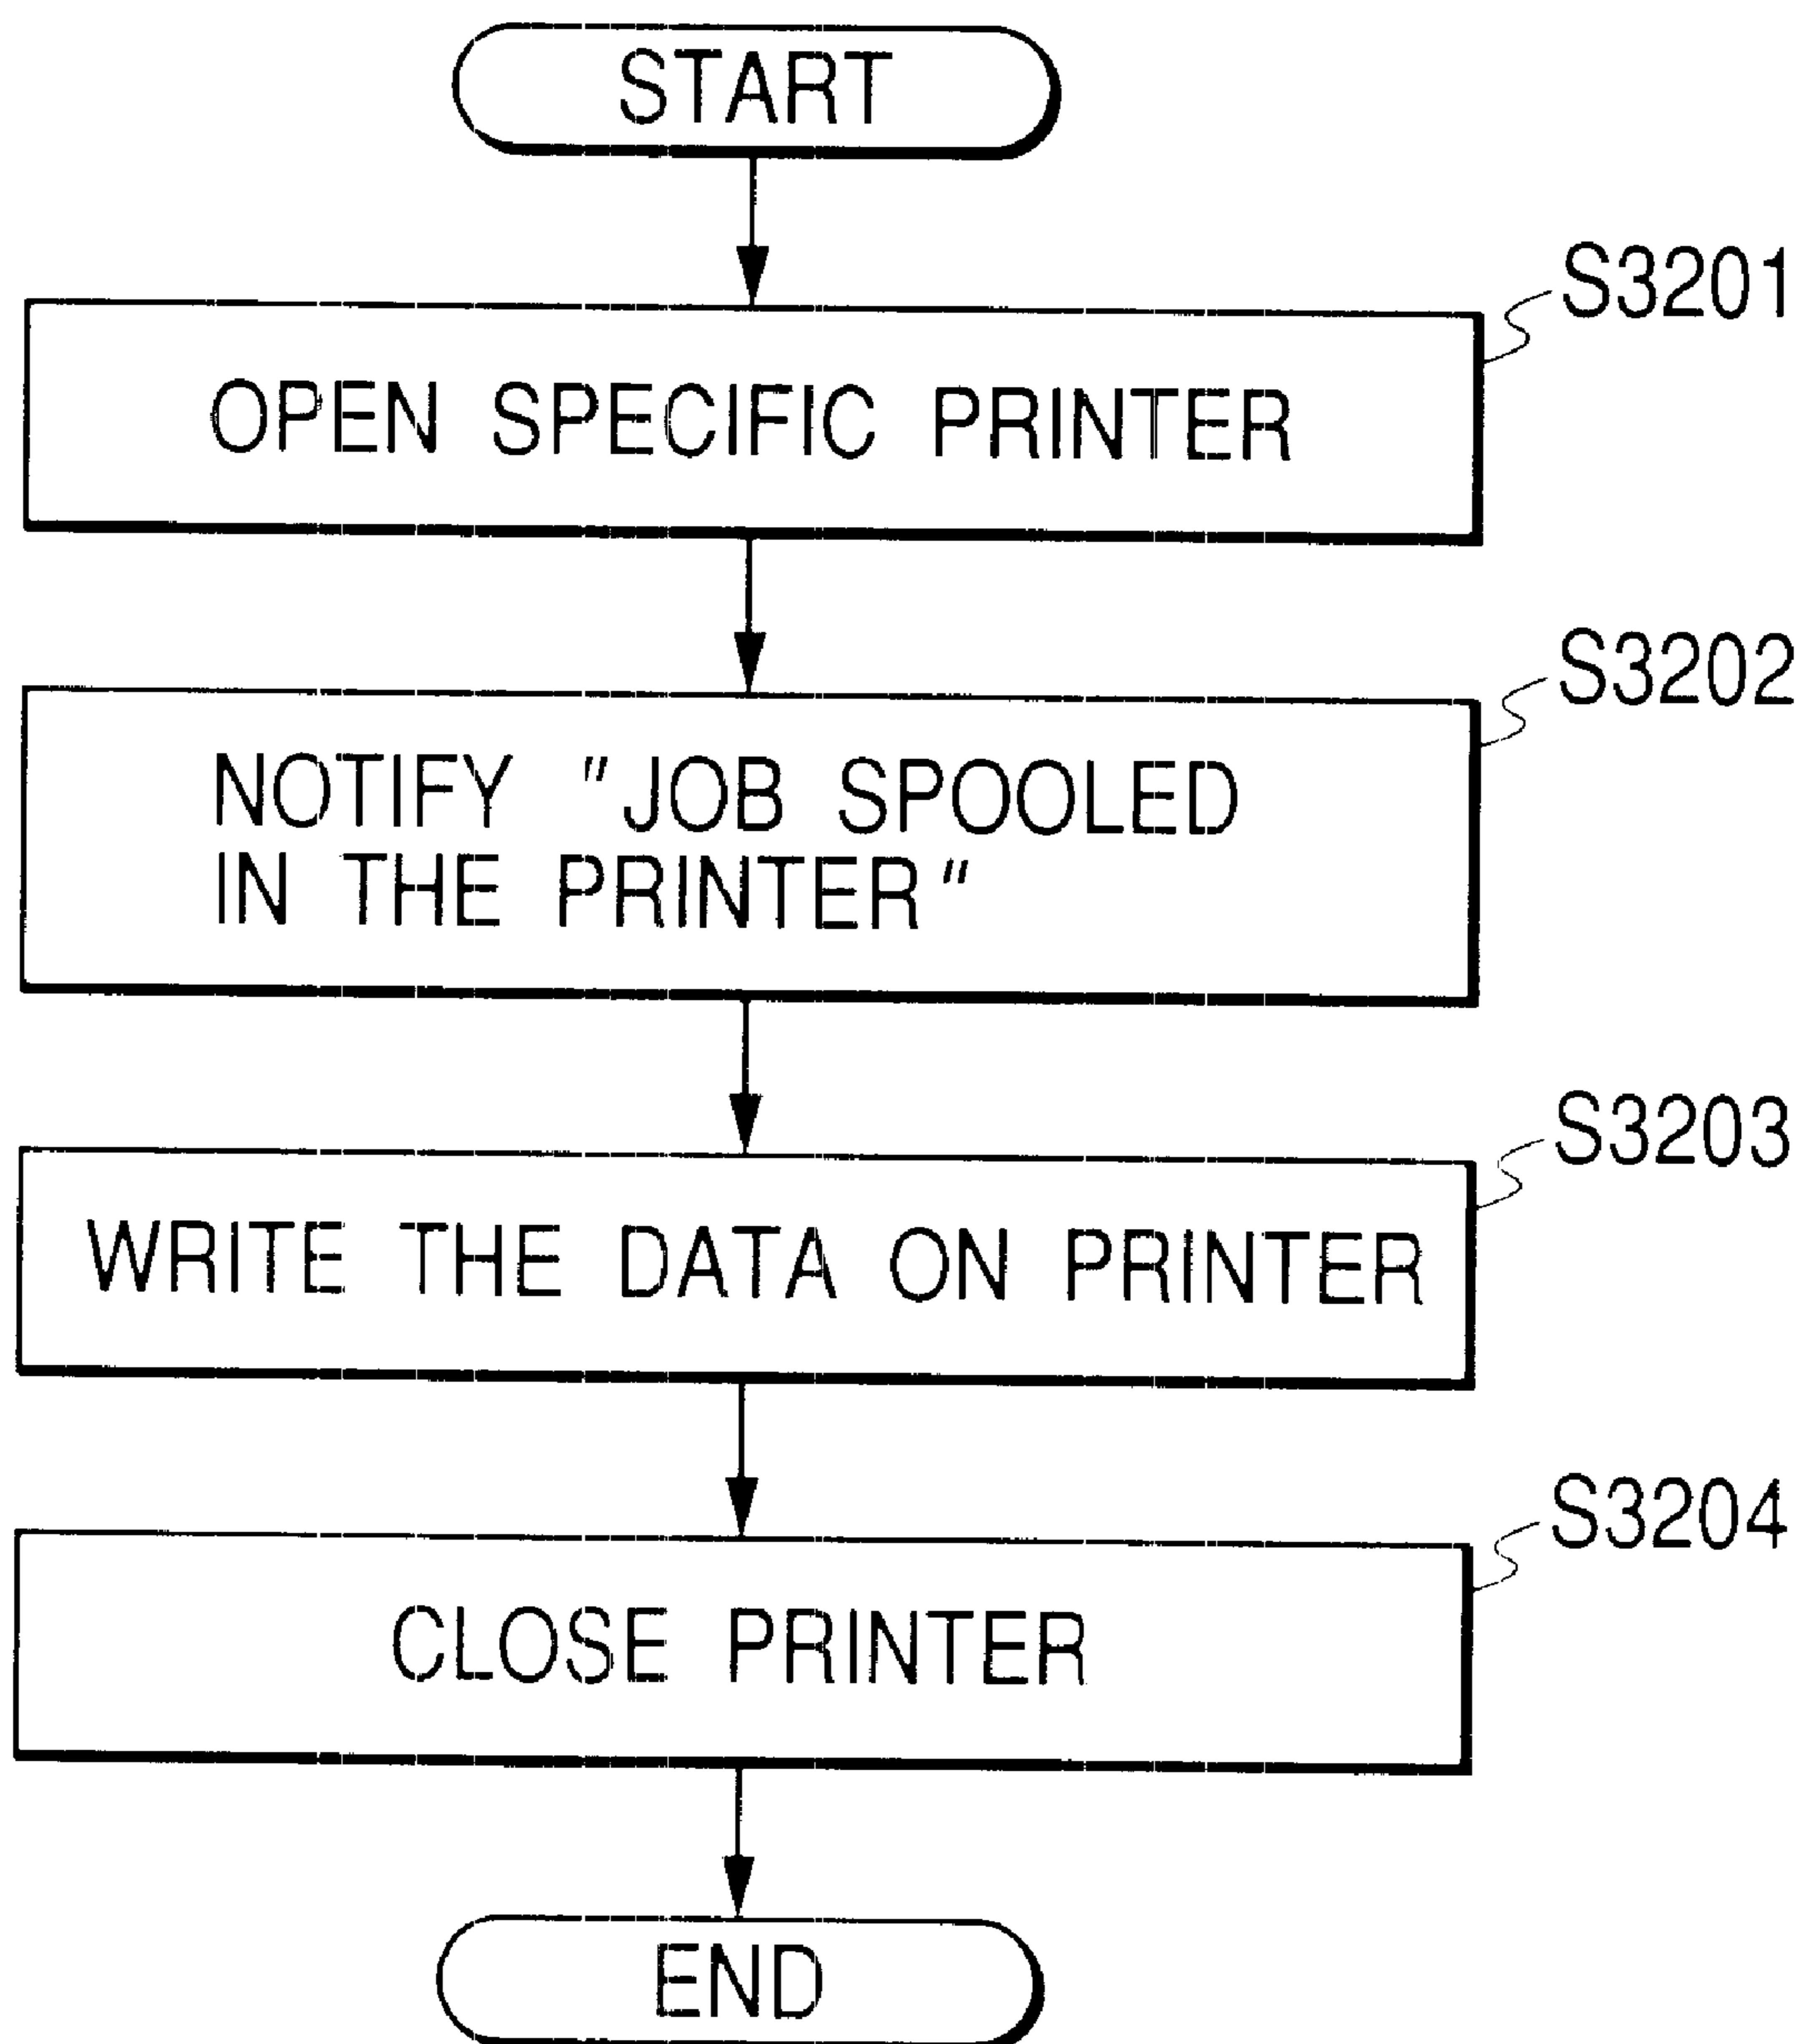 START
S3201
OPEN SPECIFIC PRINTER
S3202
NOTIFY "JOB SPOOLED
IN THE PRINTER"
S3203
WRITE THE DATA ON PRINTER
S3204
CLOSE PRINTER
END